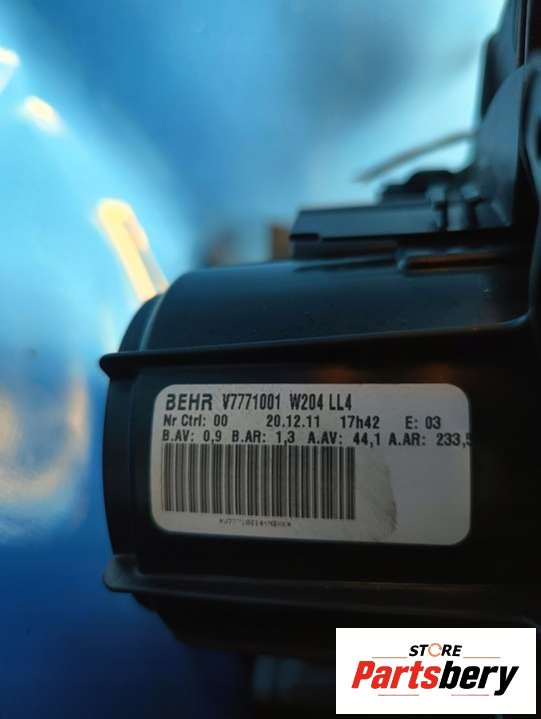 BEHR V7771001 W204 LL4
Nr Ctrl: 00 20.12.11 17h42 E: 03
B.AV: 0,9 B.AR: 1,3 A.AV: 44,1 A.AR: 233,5
STORE
Partsbery